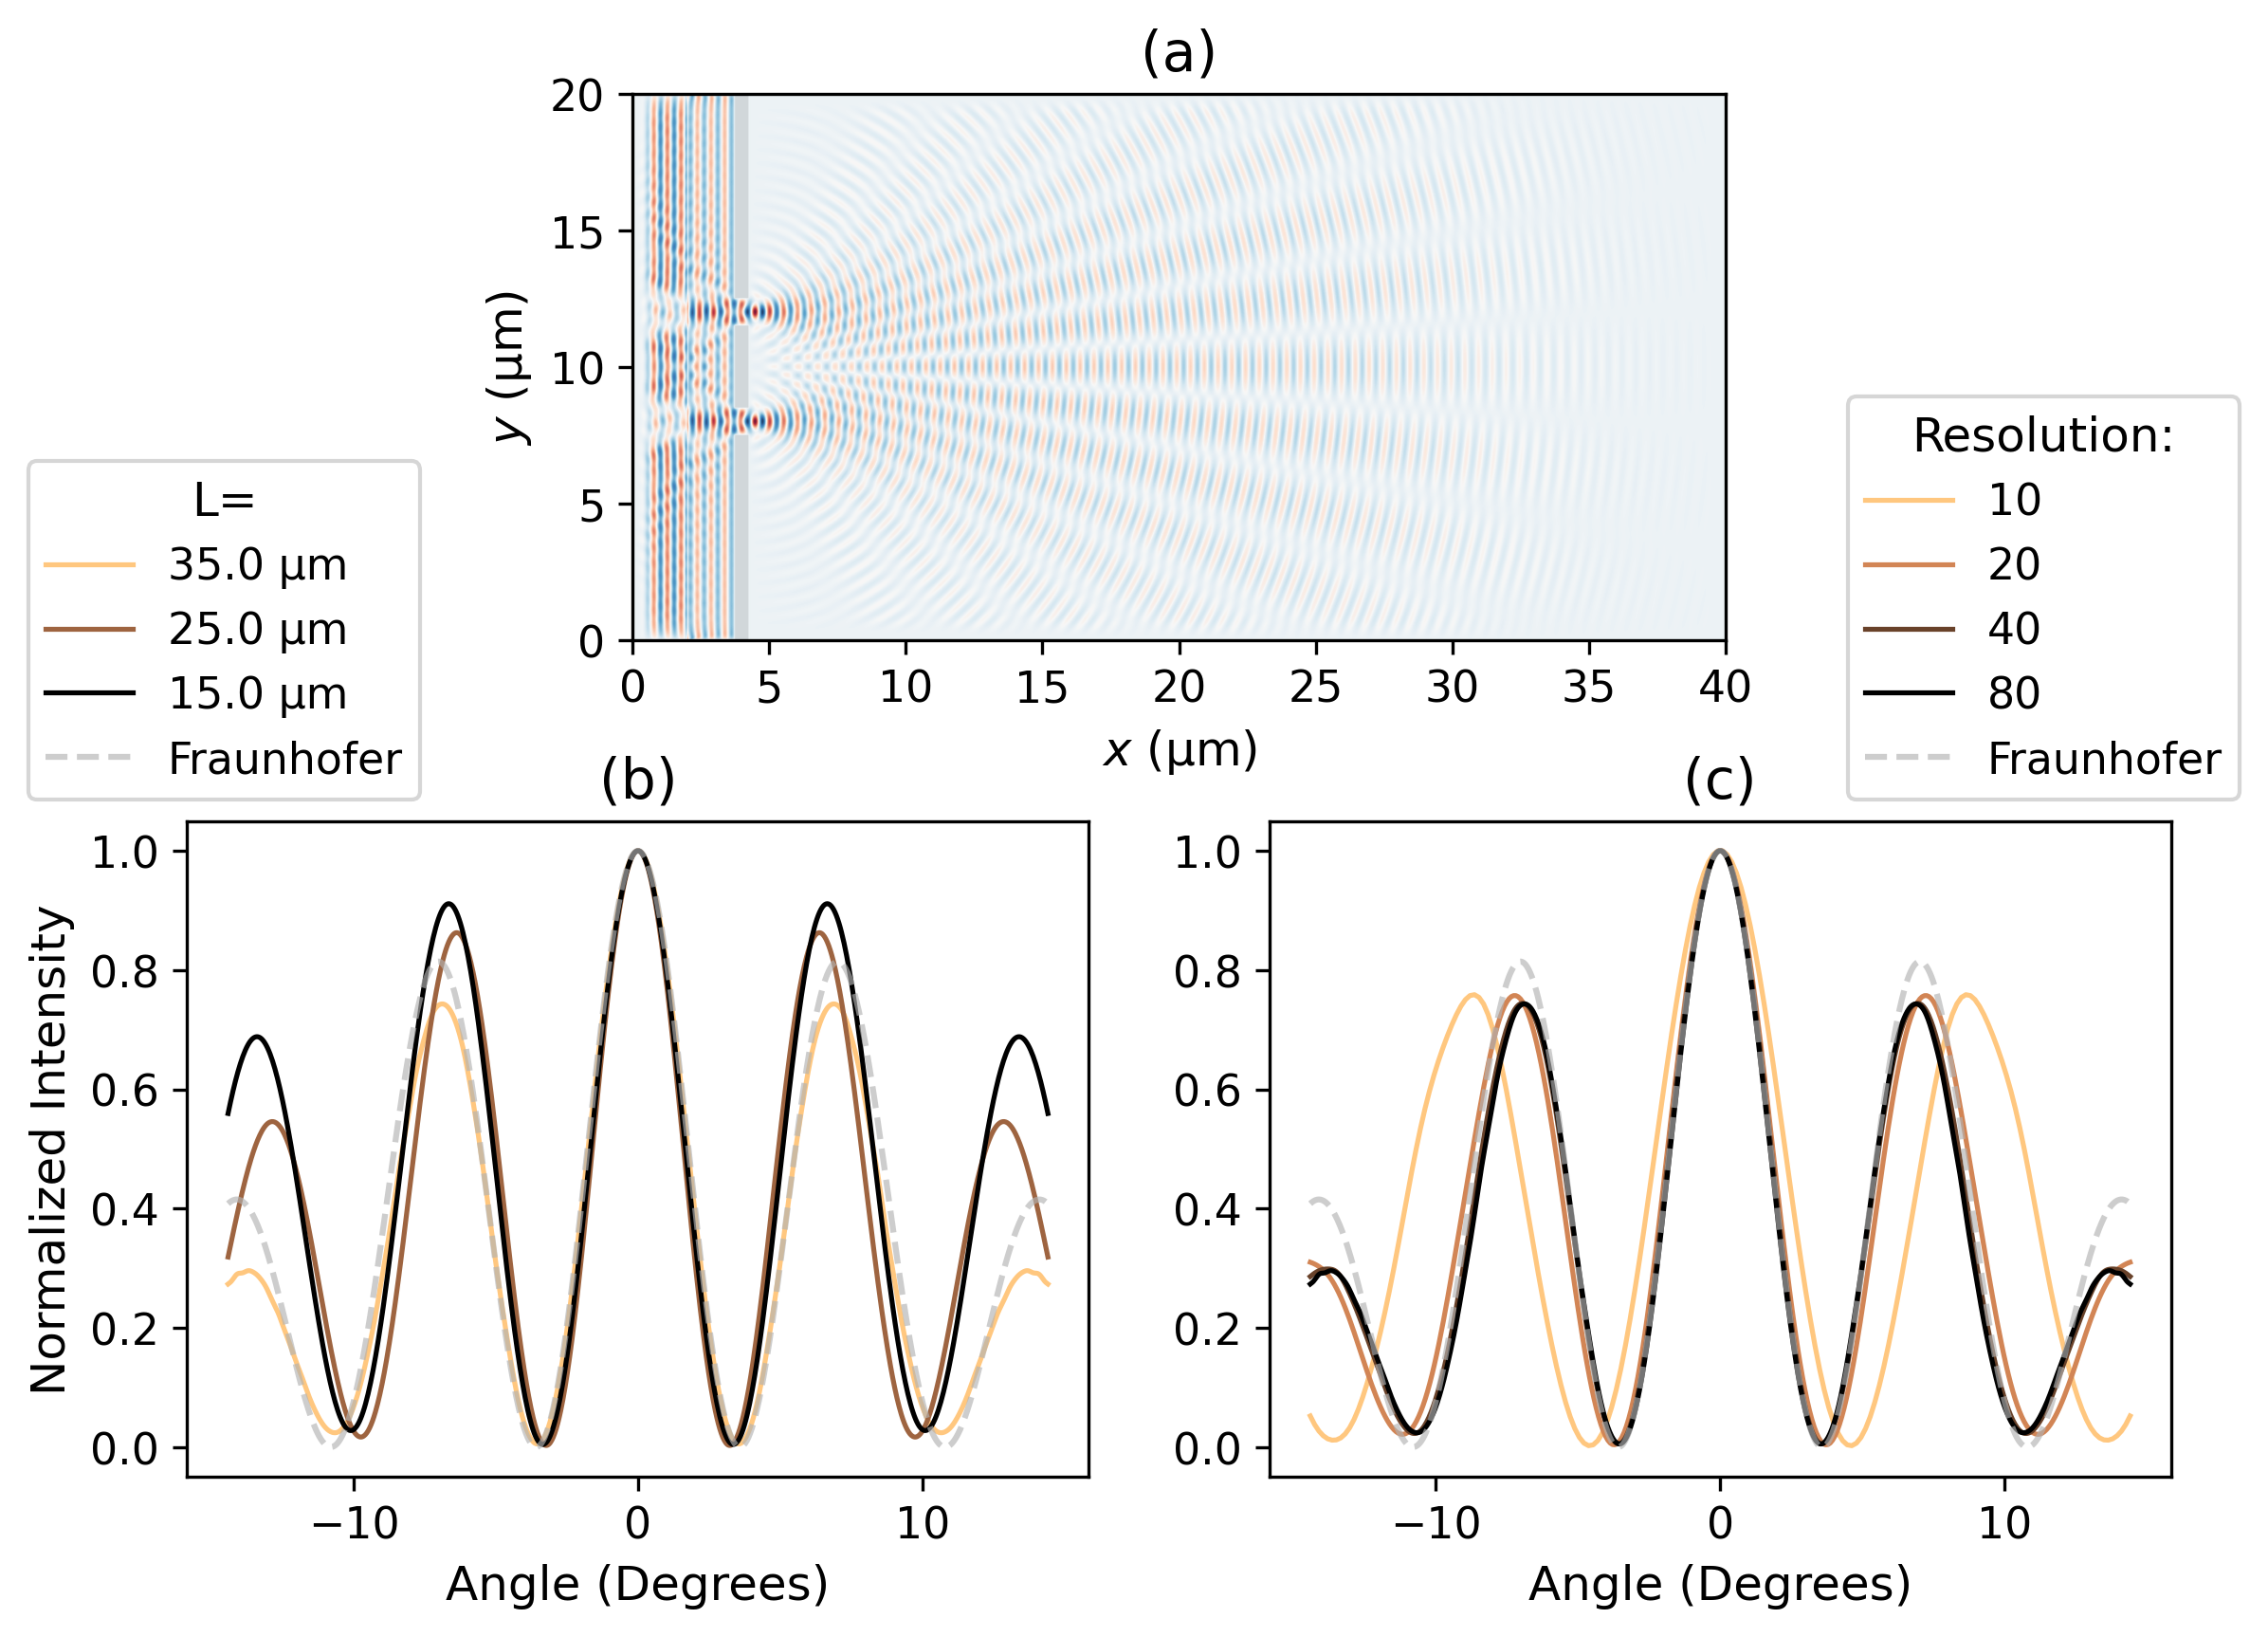 (a)
20
15
10
5
0
y (μm)
0 5 10 15 20 25 30 35 40
x (μm)
L=
35.0 μm
25.0 μm
15.0 μm
Fraunhofer
Resolution:
10
20
40
80
Fraunhofer
(b)
1.0
0.8
0.6
0.4
0.2
0.0
Normalized Intensity
−10 0 10
Angle (Degrees)
(c)
1.0
0.8
0.6
0.4
0.2
0.0
−10 0 10
Angle (Degrees)